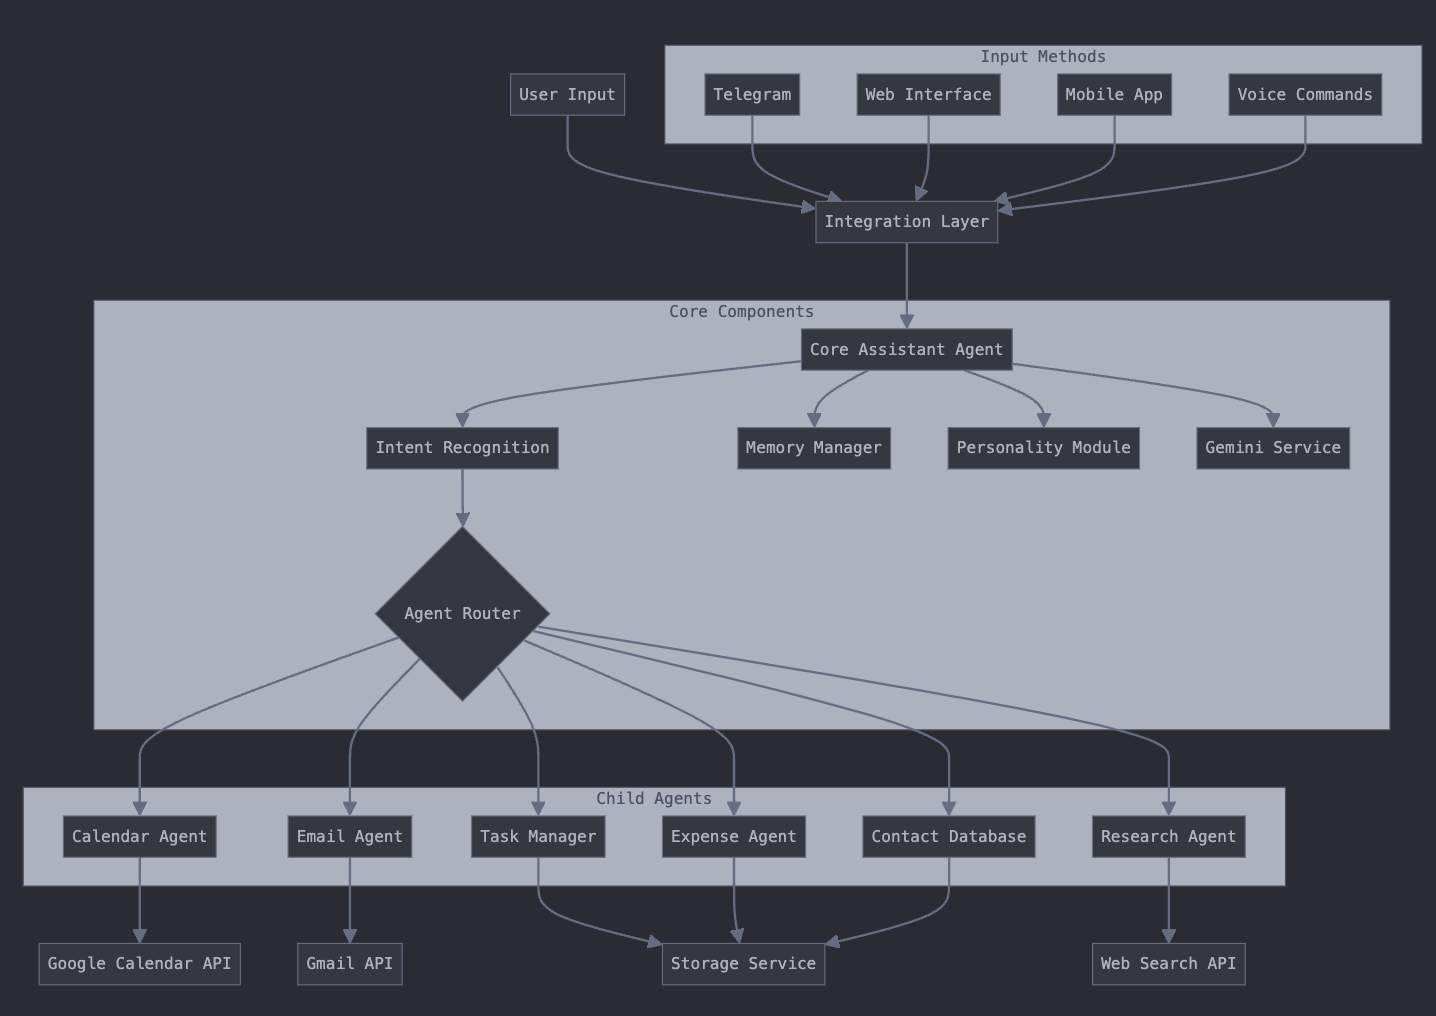 Input Methods
User Input
Telegram
Web Interface
Mobile App
Voice Commands
Integration Layer
Core Components
Core Assistant Agent
Intent Recognition
Memory Manager
Personality Module
Gemini Service
Agent Router
Child Agents
Calendar Agent
Email Agent
Task Manager
Expense Agent
Contact Database
Research Agent
Google Calendar API
Gmail API
Storage Service
Web Search API